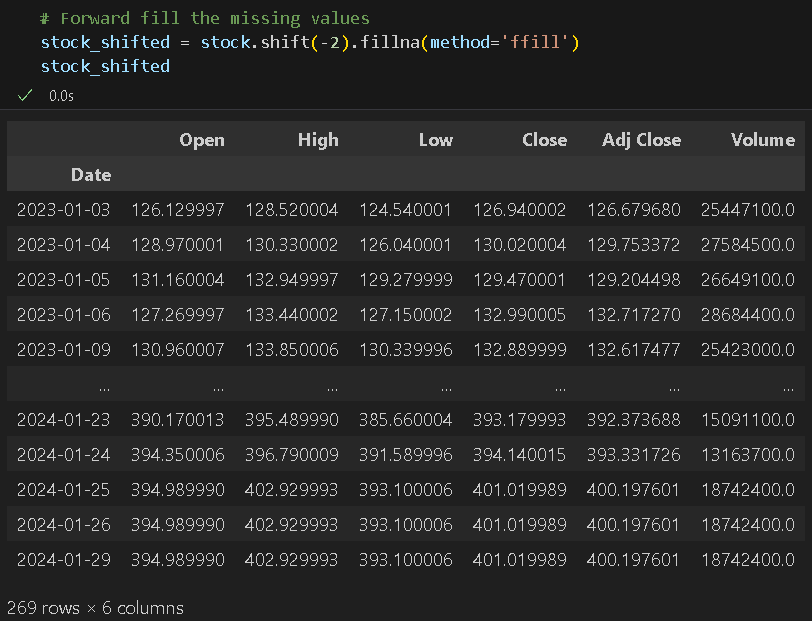 # Forward fill the missing values
stock_shifted = stock.shift(-2).fillna(method='ffill')
stock_shifted
0.0s
Open High Low Close Adj Close Volume
Date
2023-01-03 126.129997 128.520004 124.540001 126.940002 126.679680 25447100.0
2023-01-04 128.970001 130.330002 126.040001 130.020004 129.753372 27584500.0
2023-01-05 131.160004 132.949997 129.279999 129.470001 129.204498 26649100.0
2023-01-06 127.269997 133.440002 127.150002 132.990005 132.717270 28684400.0
2023-01-09 130.960007 133.850006 130.339996 132.889999 132.617477 25423000.0
... ... ... ... ... ... ...
2024-01-23 390.170013 395.489990 385.660004 393.179993 392.373688 15091100.0
2024-01-24 394.350006 396.790009 391.589996 394.140015 393.331726 13163700.0
2024-01-25 394.989990 402.929993 393.100006 401.019989 400.197601 18742400.0
2024-01-26 394.989990 402.929993 393.100006 401.019989 400.197601 18742400.0
2024-01-29 394.989990 402.929993 393.100006 401.019989 400.197601 18742400.0
269 rows × 6 columns